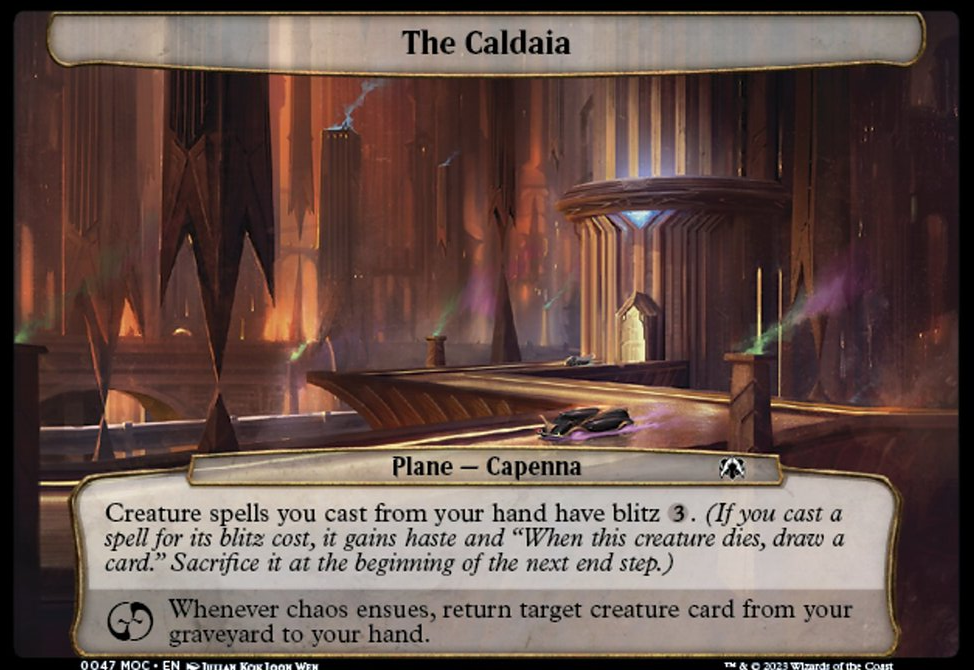 The Caldaia
Plane — Capenna
Creature spells you cast from your hand have blitz 3. (If you cast a
spell for its blitz cost, it gains haste and “When this creature dies, draw a
card.” Sacrifice it at the beginning of the next end step.)
Whenever chaos ensues, return target creature card from your
graveyard to your hand.
0047 MOC • EN Julian Kok Joon Wen
™ & © 2023 Wizards of the Coast